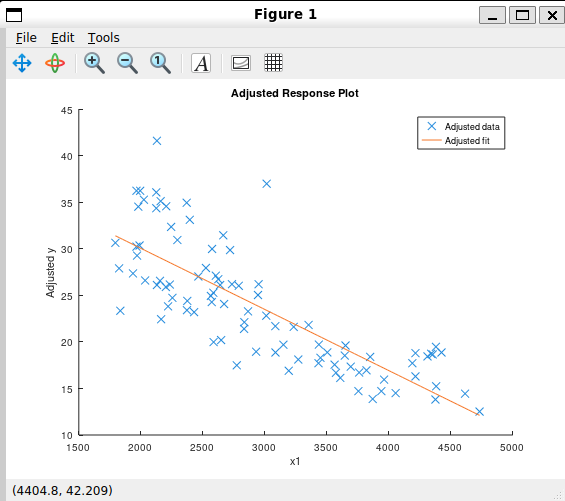 Figure 1
File Edit Tools
A
Adjusted Response Plot
Adjusted data
Adjusted fit
45
40
35
30
25
20
15
10
Adjusted y
1500 2000 2500 3000 3500 4000 4500 5000
x1
(4404.8, 42.209)